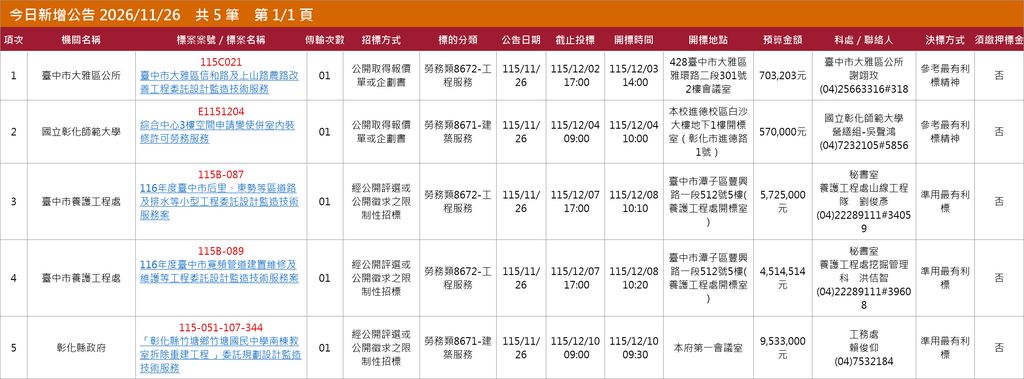 今日新增公告 2026/11/26　共 5 筆　第 1/1 頁
項次 機關名稱 標案案號 / 標案名稱 傳輸次數 招標方式 標的分類 公告日期 截止投標 開標時間 開標地點 預算金額 科處 / 聯絡人 決標方式 須繳押標金
1
臺中市大雅區公所
115C021
臺中市大雅區信和路及上山路農路改
善工程委託設計監造技術服務
01
公開取得報價
單或企劃書
勞務類8672-工
程服務
115/11/
26
115/12/02
17:00
115/12/03
14:00
428臺中市大雅區
雅環路二段301號
2樓會議室
703,203元
臺中市大雅區公所
謝翊玫
(04)25663316#318
參考最有利
標精神
否
2
國立彰化師範大學
E1151204
綜合中心3樓空間申請變使併室內裝
修許可勞務服務
01
公開取得報價
單或企劃書
勞務類8671-建
築服務
115/11/
26
115/12/04
09:00
115/12/04
10:00
本校進德校區白沙
大樓地下1樓開標
室（彰化市進德路
1號）
570,000元
國立彰化師範大學
營繕組-吳聲鴻
(04)7232105#5856
參考最有利
標精神
否
3
臺中市養護工程處
115B-087
116年度臺中市后里、東勢等區道路
及排水等小型工程委託設計監造技術
服務案
01
經公開評選或
公開徵求之限
制性招標
勞務類8672-工
程服務
115/11/
26
115/12/07
17:00
115/12/08
10:10
臺中市潭子區豐興
路一段512號5樓(
養護工程處開標室
)
5,725,000
元
秘書室
養護工程處山線工程
隊　劉俊彥
(04)22289111#3405
9
準用最有利
標
否
4
臺中市養護工程處
115B-089
116年度臺中市寬頻管道建置維修及
維護等工程委託設計監造技術服務案
01
經公開評選或
公開徵求之限
制性招標
勞務類8672-工
程服務
115/11/
26
115/12/07
17:00
115/12/08
10:20
臺中市潭子區豐興
路一段512號5樓(
養護工程處開標室
)
4,514,514
元
秘書室
養護工程處挖掘管理
科　洪信智
(04)22289111#3960
8
準用最有利
標
否
5
彰化縣政府
115-051-107-344
「彰化縣竹塘鄉竹塘國民中學南棟教
室拆除重建工程 」委託規劃設計監造
技術服務
01
經公開評選或
公開徵求之限
制性招標
勞務類8671-建
築服務
115/11/
26
115/12/10
09:00
115/12/10
09:30
本府第一會議室
9,533,000
元
工務處
賴俊仰
(04)7532184
準用最有利
標
否